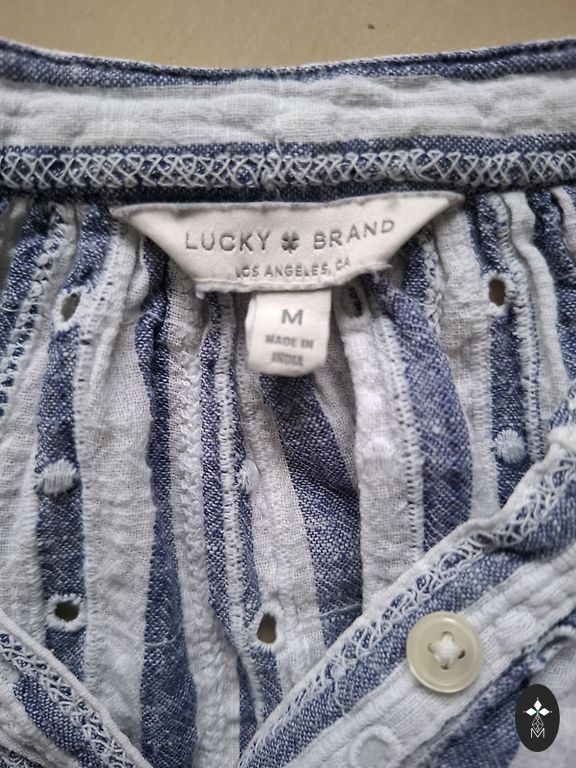 LUCKY BRAND
LOS ANGELES, CA
M
MADE IN
INDIA
M